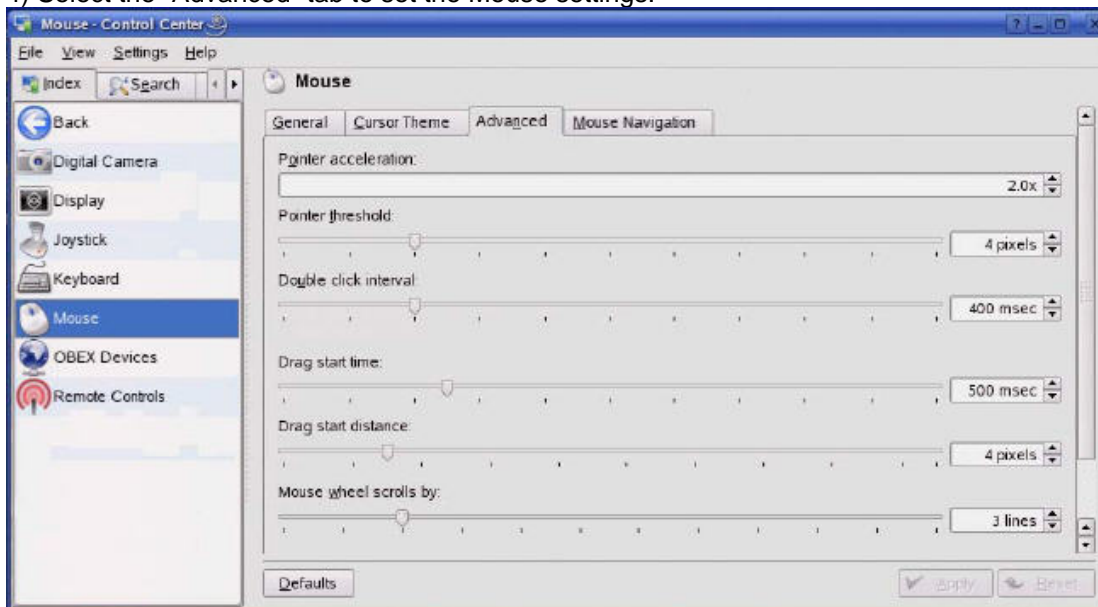 4) Select the "Advanced" tab to set the Mouse settings.
Mouse - Control Center
File View Settings Help
Index Search
Mouse
Back
Digital Camera
Display
Joystick
Keyboard
Mouse
OBEX Devices
Remote Controls
General Cursor Theme Advanced Mouse Navigation
Pointer acceleration:
2.0x
Pointer threshold:
4 pixels
Double click interval:
400 msec
Drag start time:
500 msec
Drag start distance:
4 pixels
Mouse wheel scrolls by:
3 lines
Defaults Apply Reset